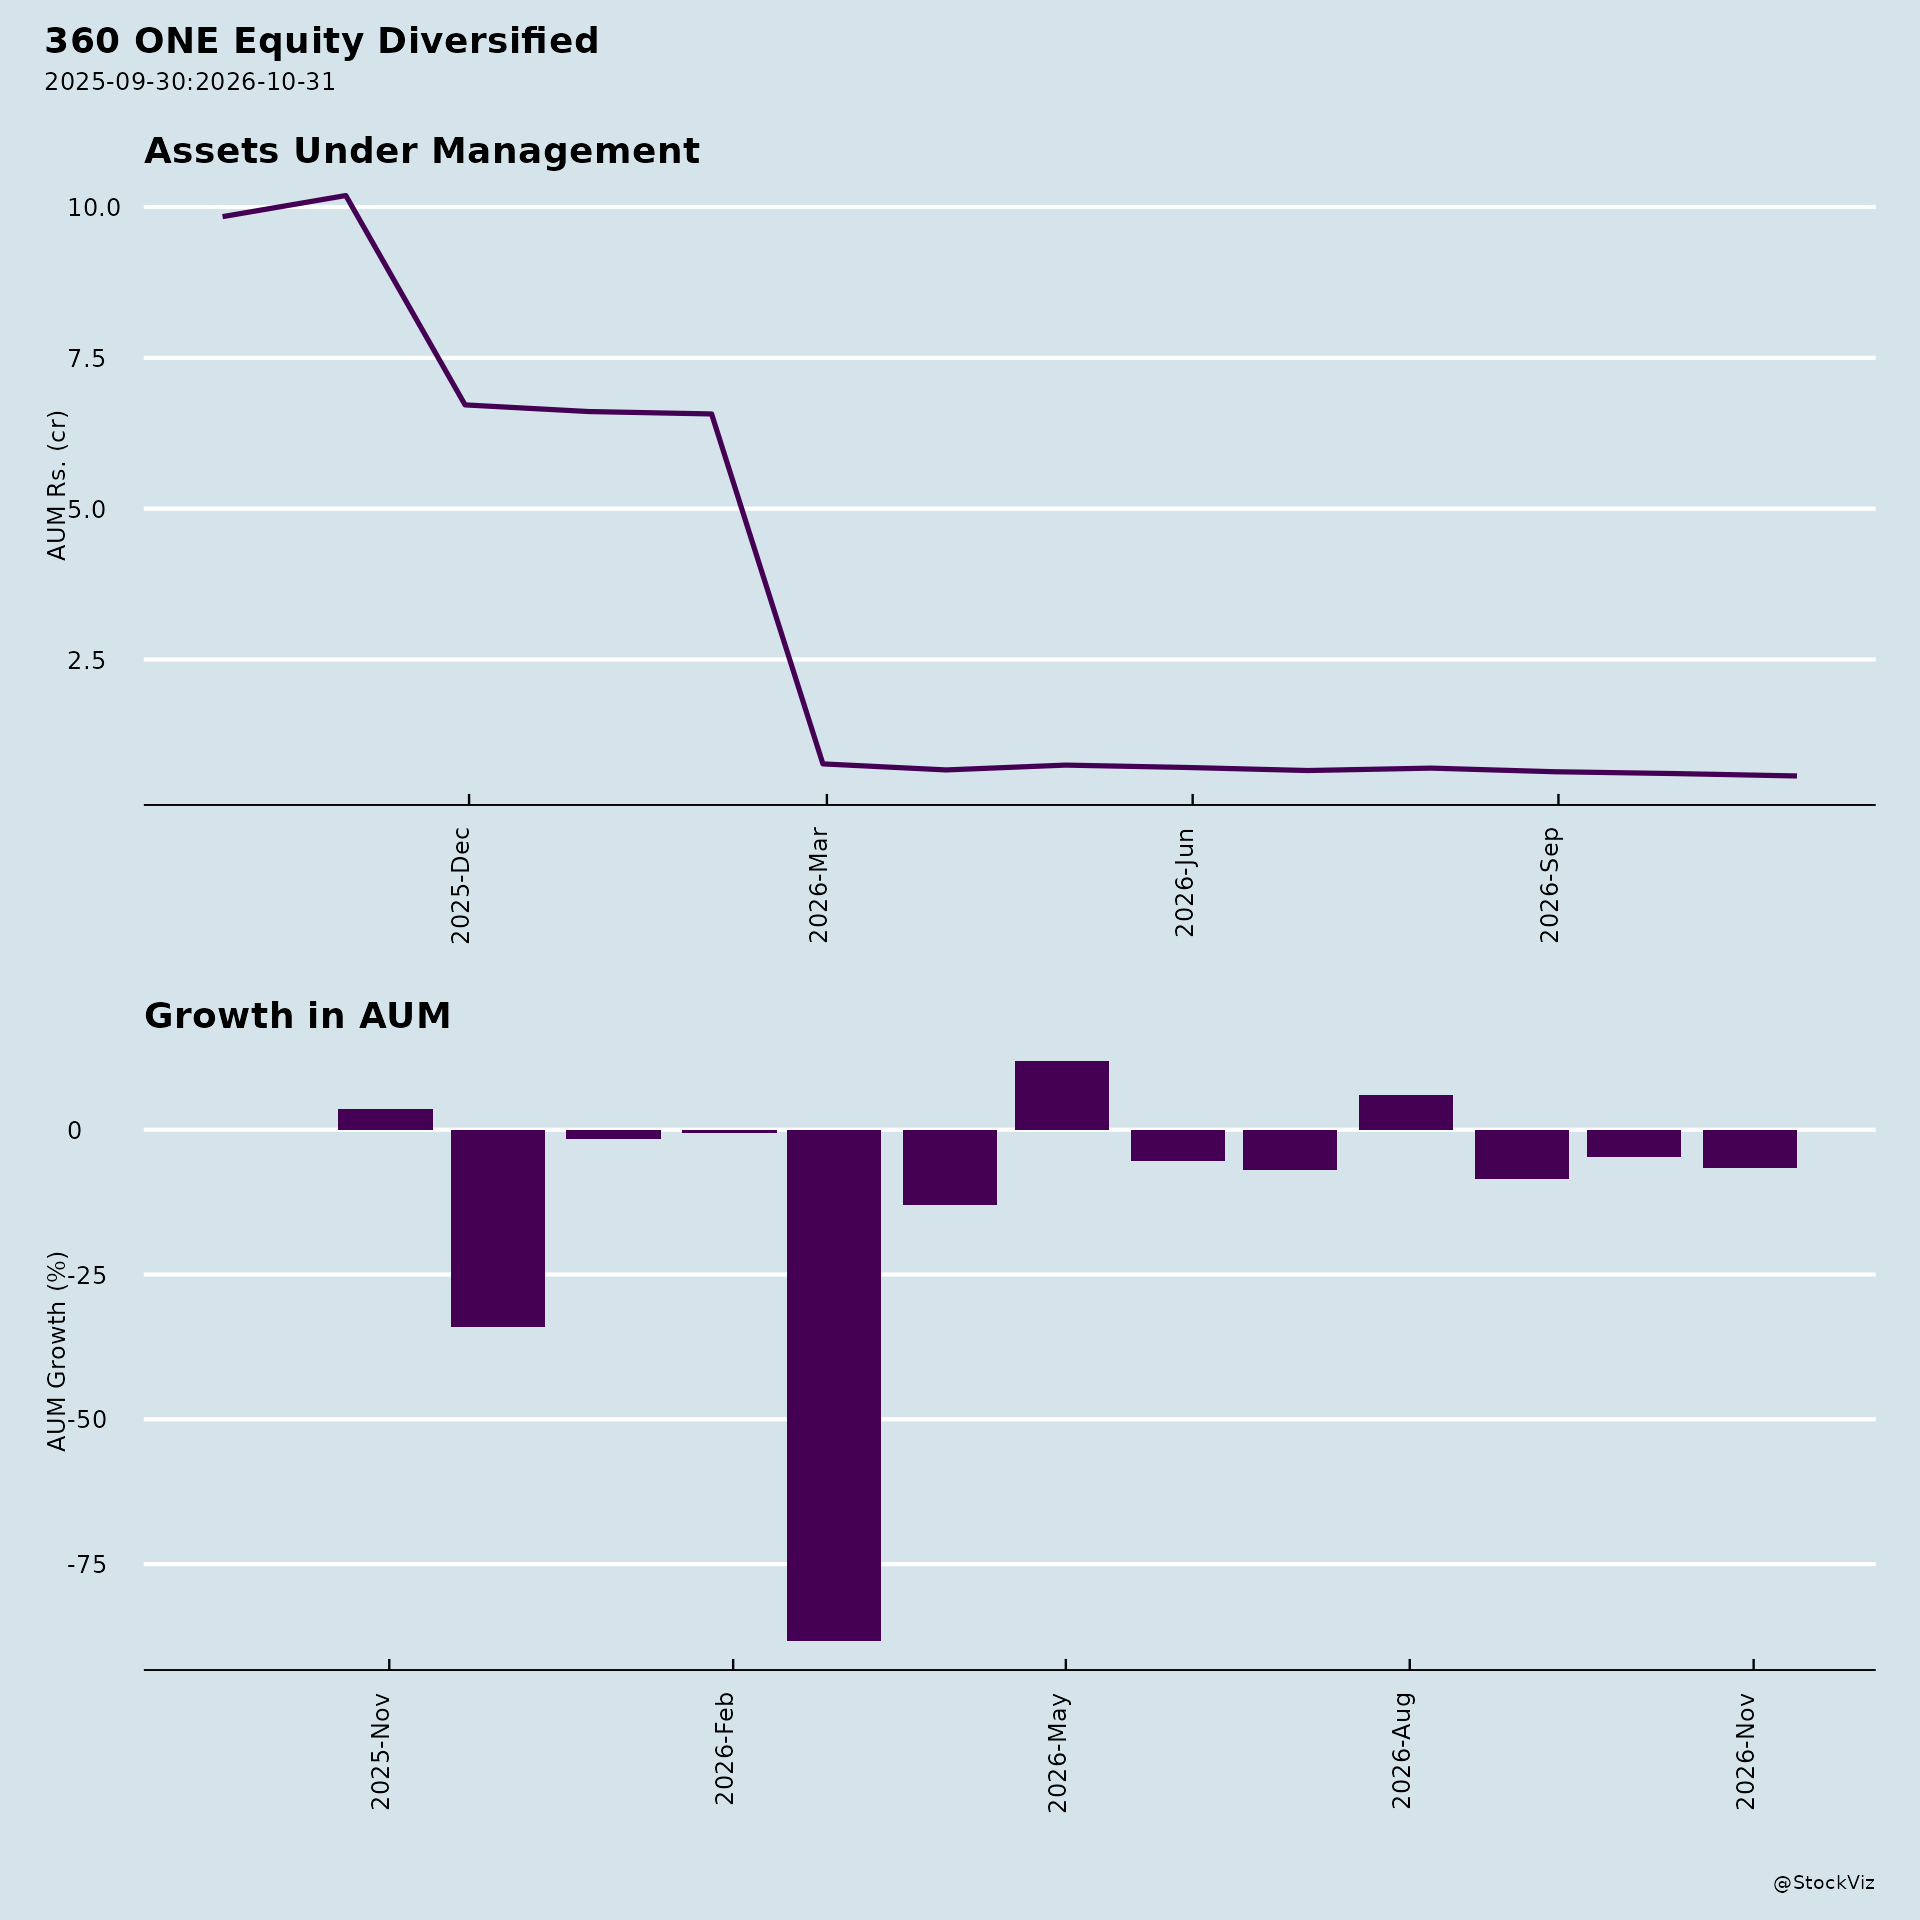 360 ONE Equity Diversified
2025-09-30:2026-10-31
Assets Under Management
AUM Rs. (cr)
10.0
7.5
5.0
2.5
2025-Dec
2026-Mar
2026-Jun
2026-Sep
Growth in AUM
AUM Growth (%)
0
-25
-50
-75
2025-Nov
2026-Feb
2026-May
2026-Aug
2026-Nov
@StockViz